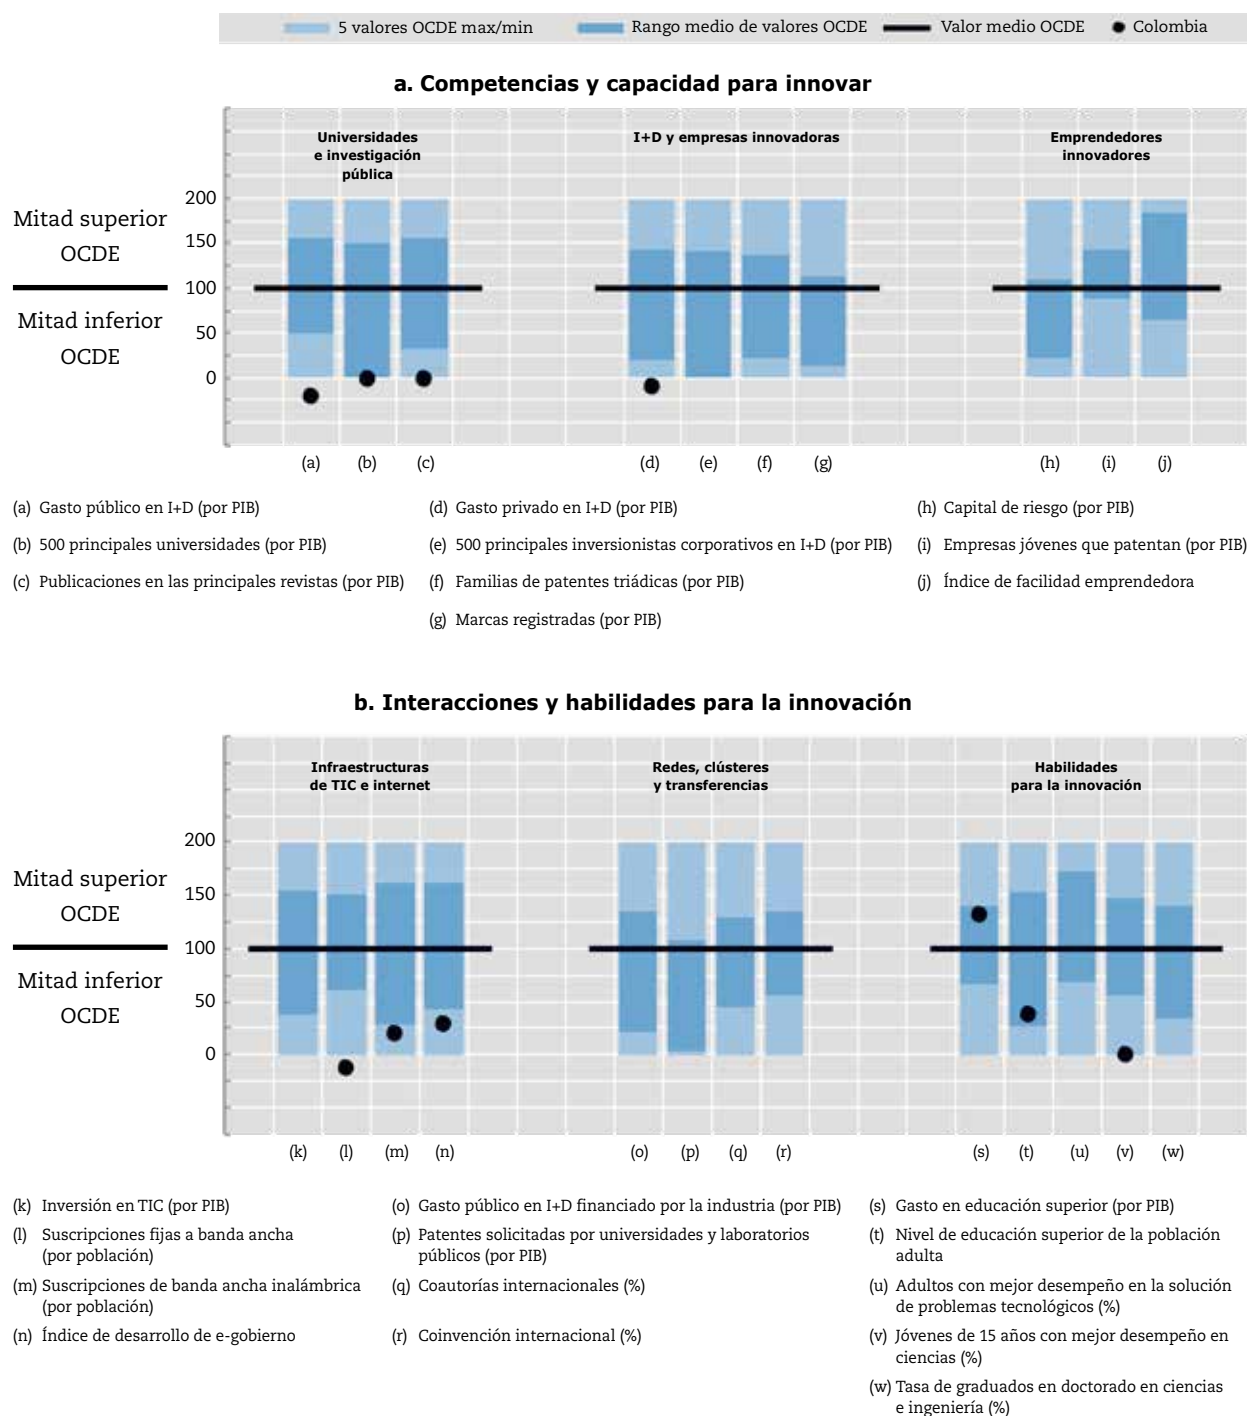 5 valores OCDE max/min Rango medio de valores OCDE Valor medio OCDE Colombia
a. Competencias y capacidad para innovar
Universidades
e investigación
pública
I+D y empresas innovadoras
Emprendedores
innovadores
Mitad superior
OCDE
Mitad inferior
OCDE
200
150
100
50
0
(a) (b) (c) (d) (e) (f) (g) (h) (i) (j)
(a) Gasto público en I+D (por PIB)
(b) 500 principales universidades (por PIB)
(c) Publicaciones en las principales revistas (por PIB)
(d) Gasto privado en I+D (por PIB)
(e) 500 principales inversionistas corporativos en I+D (por PIB)
(f) Familias de patentes triádicas (por PIB)
(g) Marcas registradas (por PIB)
(h) Capital de riesgo (por PIB)
(i) Empresas jóvenes que patentan (por PIB)
(j) Índice de facilidad emprendedora
b. Interacciones y habilidades para la innovación
Infraestructuras
de TIC e internet
Redes, clústeres
y transferencias
Habilidades
para la innovación
Mitad superior
OCDE
Mitad inferior
OCDE
200
150
100
50
0
(k) (l) (m) (n) (o) (p) (q) (r) (s) (t) (u) (v) (w)
(k) Inversión en TIC (por PIB)
(l) Suscripciones fijas a banda ancha
(por población)
(m) Suscripciones de banda ancha inalámbrica
(por población)
(n) Índice de desarrollo de e-gobierno
(o) Gasto público en I+D financiado por la industria (por PIB)
(p) Patentes solicitadas por universidades y laboratorios
públicos (por PIB)
(q) Coautorías internacionales (%)
(r) Coinvención internacional (%)
(s) Gasto en educación superior (por PIB)
(t) Nivel de educación superior de la población
adulta
(u) Adultos con mejor desempeño en la solución
de problemas tecnológicos (%)
(v) Jóvenes de 15 años con mejor desempeño en
ciencias (%)
(w) Tasa de graduados en doctorado en ciencias
e ingeniería (%)